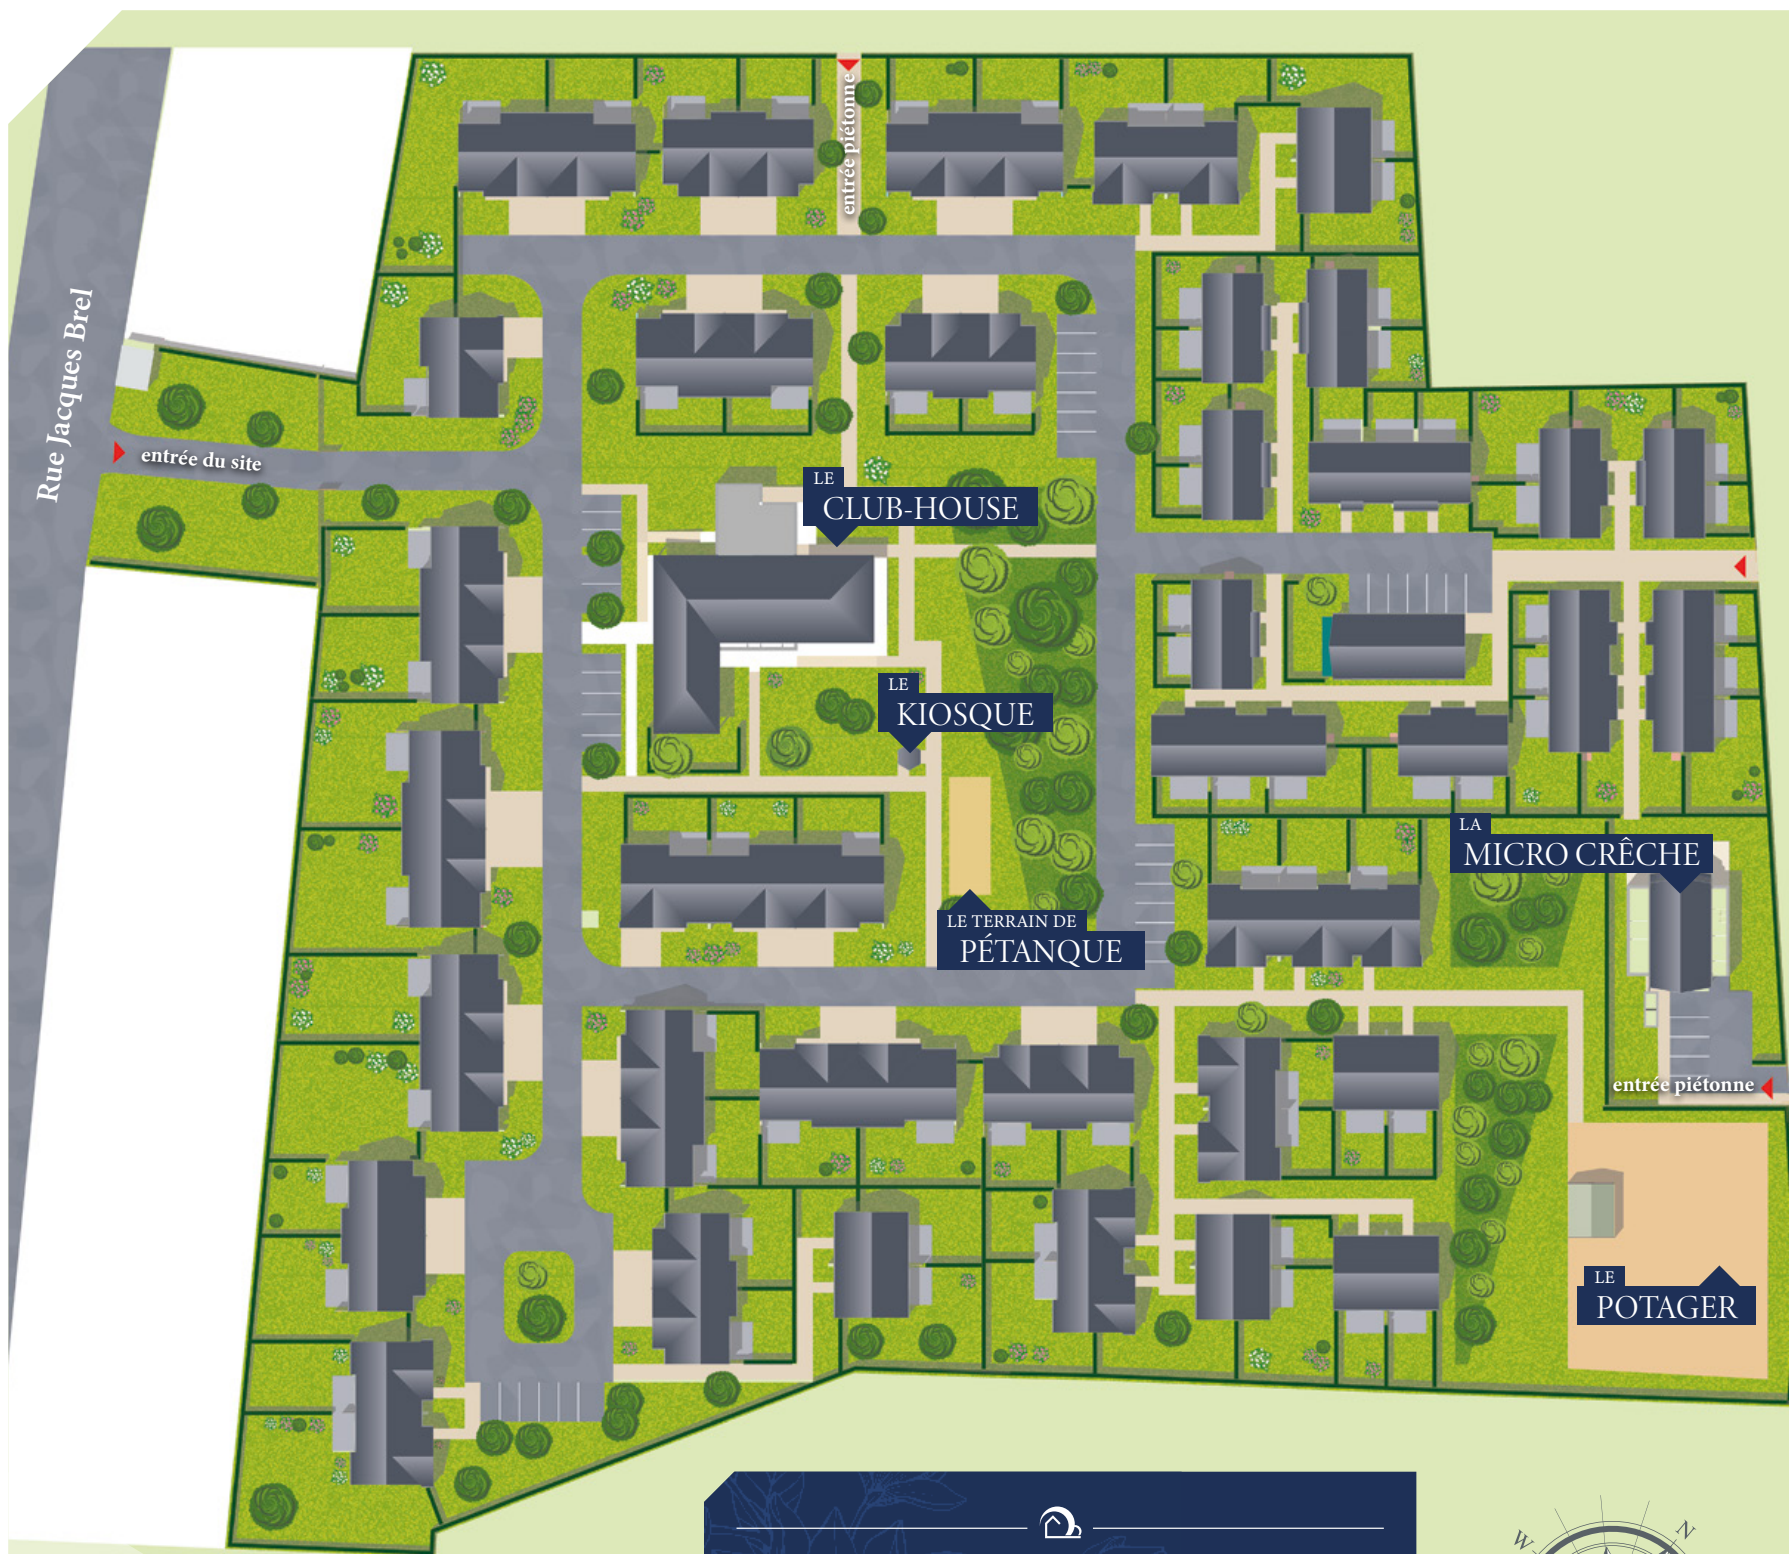 entrée piétonne
Rue Jacques Brel
entrée du site
LE
CLUB-HOUSE
LE
KIOSQUE
LA
MICRO CRÊCHE
LE TERRAIN DE
PÉTANQUE
entrée piétonne
LE
POTAGER
W
N